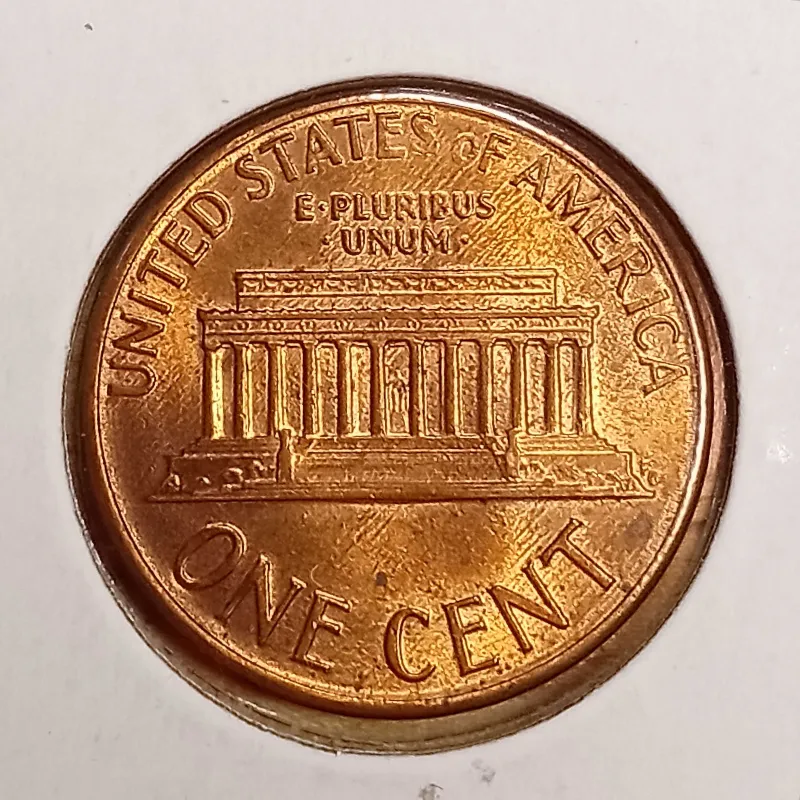 UNITED STATES OF AMERICA
E·PLURIBUS
·UNUM·
ONE CENT